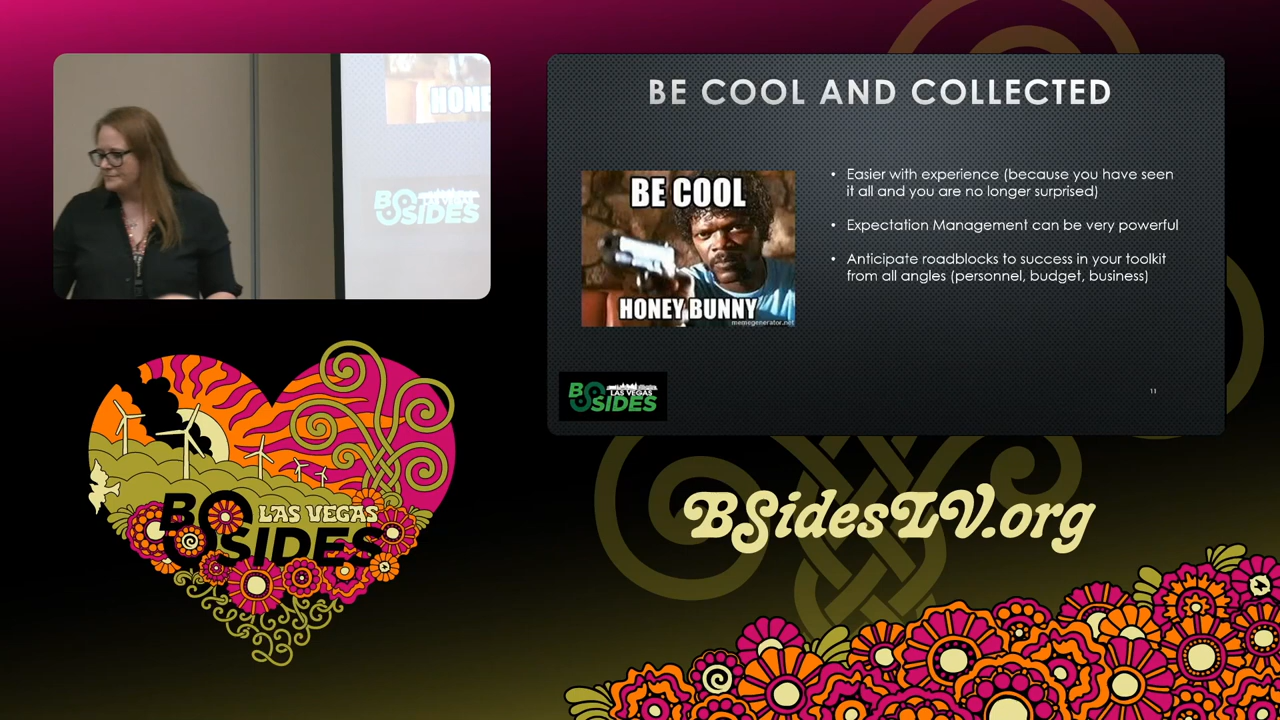 HONE
BSIDES
BE COOL AND COLLECTED
BE COOL
HONEY BUNNY
memegenerator.net
• Easier with experience (because you have seen
it all and you are no longer surprised)
• Expectation Management can be very powerful
• Anticipate roadblocks to success in your toolkit
from all angles (personnel, budget, business)
BSIDES
LAS VEGAS
11
BSIDES
LAS VEGAS
23
BSidesLV.org